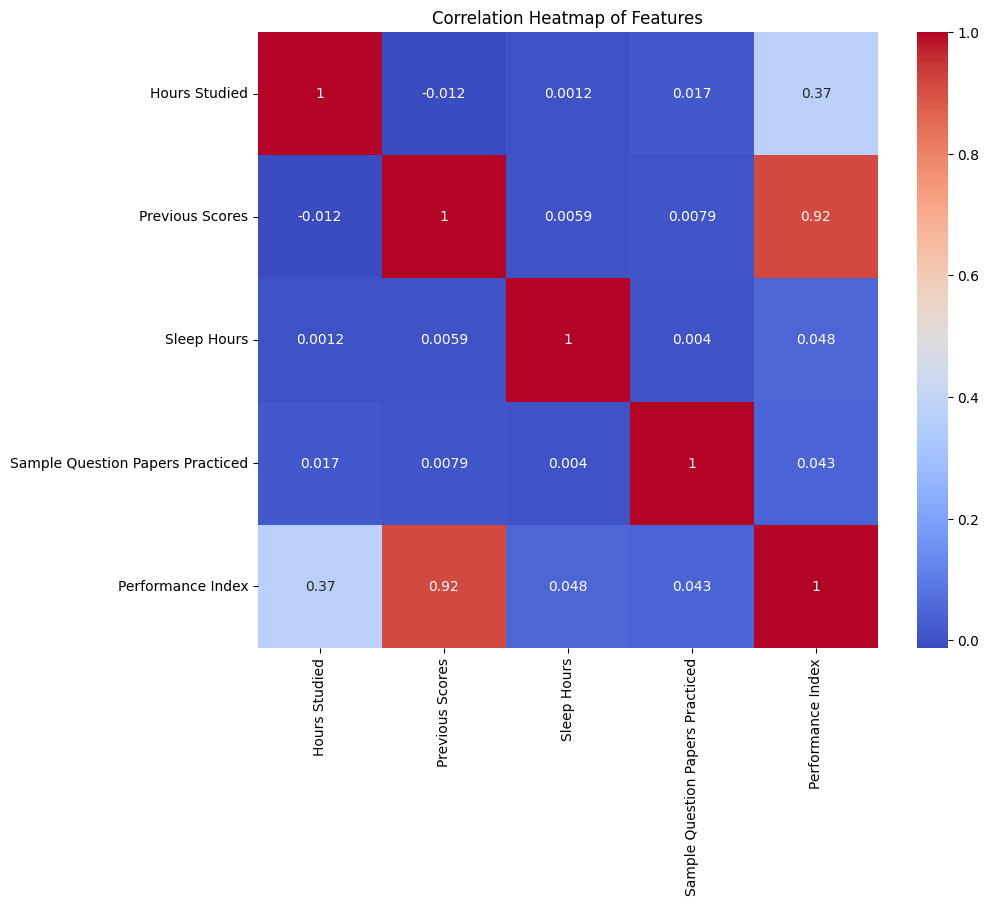 Correlation Heatmap of Features
Hours Studied 1 -0.012 0.0012 0.017 0.37
Previous Scores -0.012 1 0.0059 0.0079 0.92
Sleep Hours 0.0012 0.0059 1 0.004 0.048
Sample Question Papers Practiced 0.017 0.0079 0.004 1 0.043
Performance Index 0.37 0.92 0.048 0.043 1
Hours Studied
Previous Scores
Sleep Hours
Sample Question Papers Practiced
Performance Index
1.0
0.8
0.6
0.4
0.2
0.0